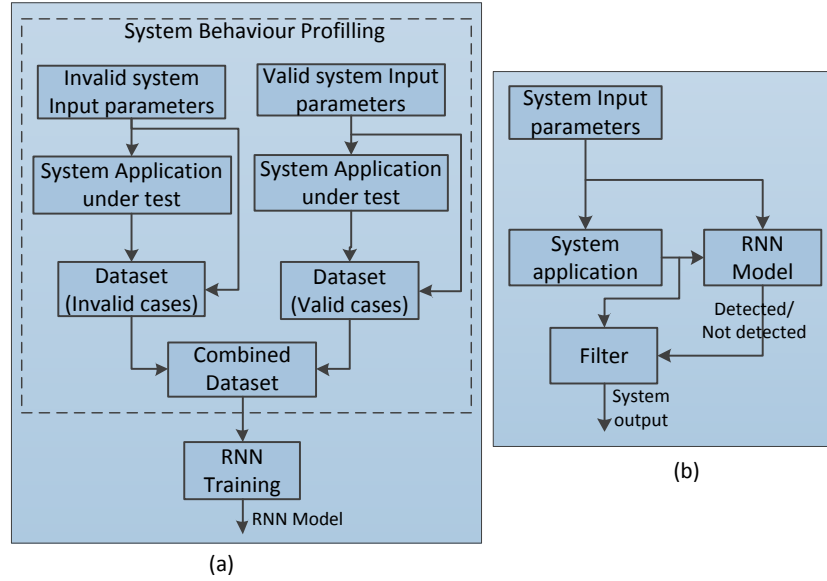 System Behaviour Profilling
Invalid system
Input parameters
Valid system Input
parameters
System Application
under test
System Application
under test
Dataset
(Invalid cases)
Dataset
(Valid cases)
Combined
Dataset
RNN
Training
RNN Model
(a)
System Input
parameters
System
application
RNN
Model
Detected/
Not detected
Filter
System
output
(b)